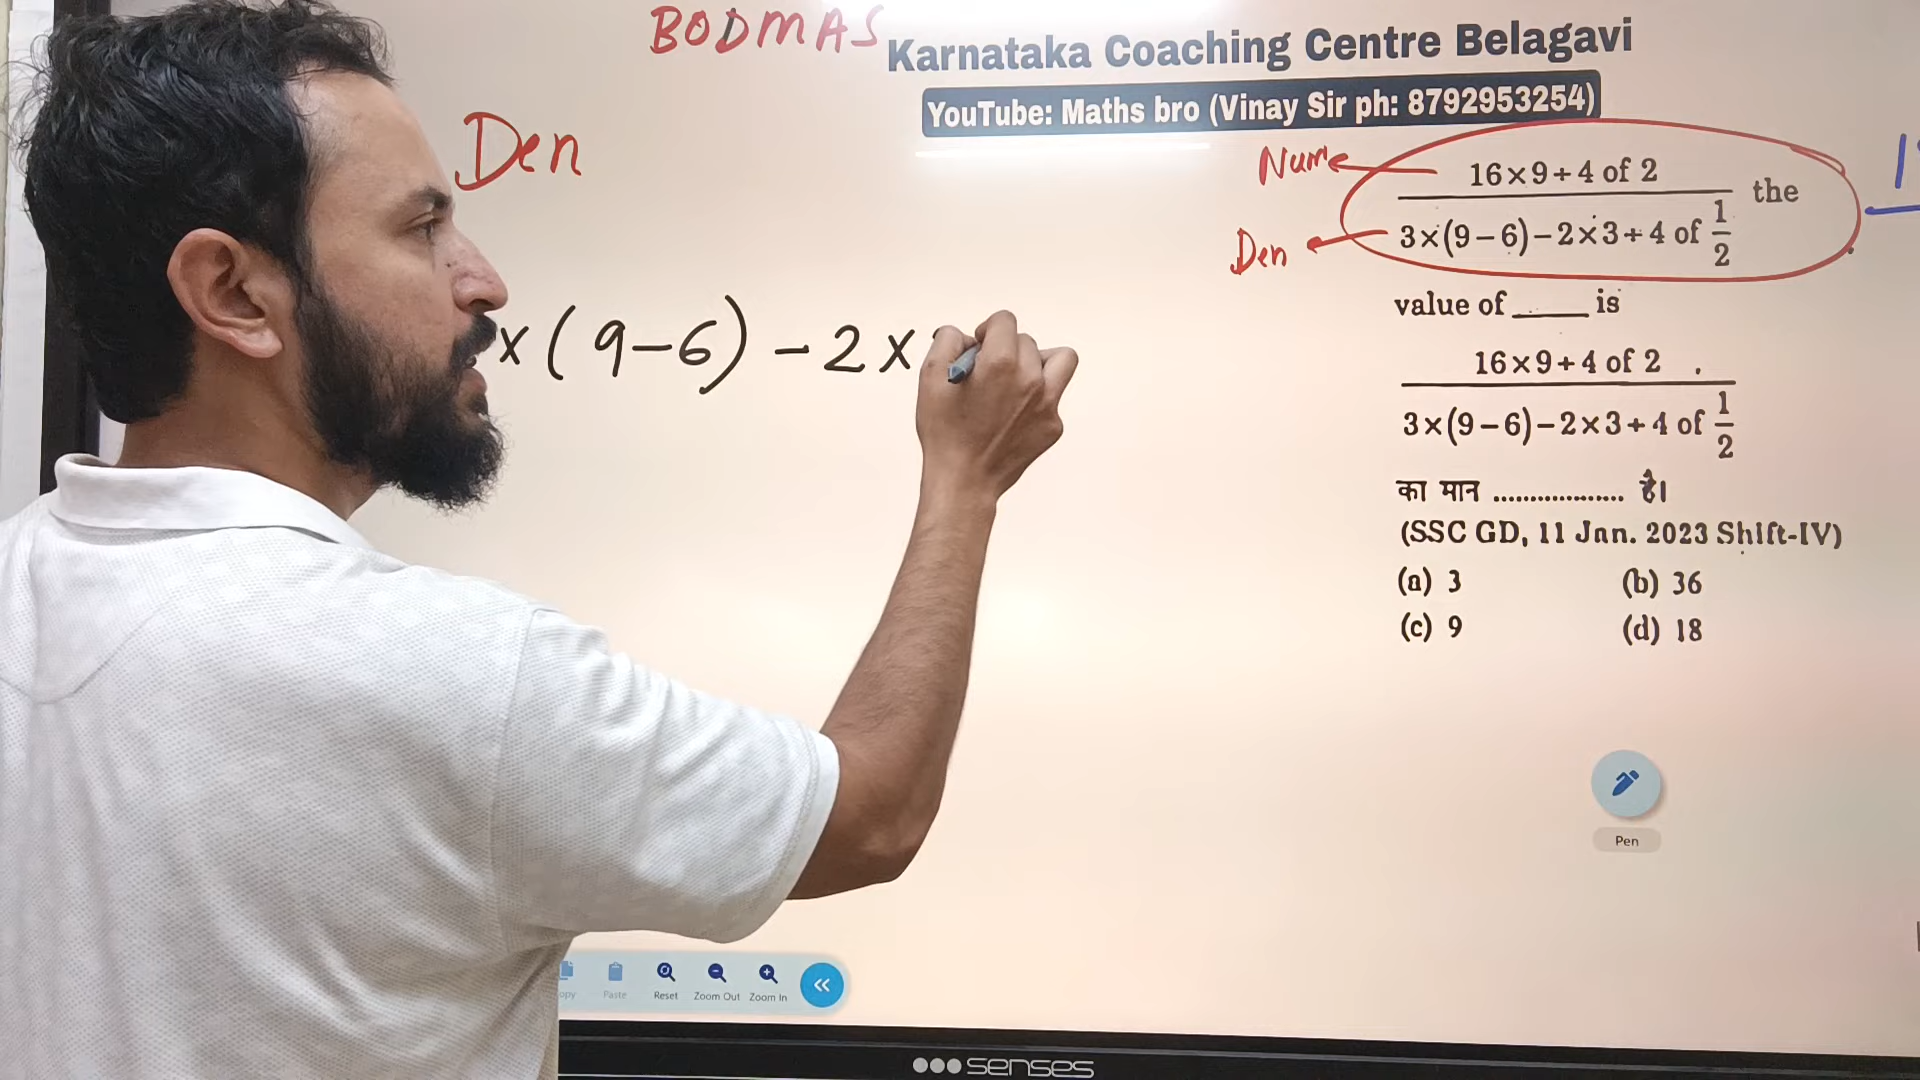 BODMAS
Karnataka Coaching Centre Belagavi
YouTube: Maths bro (Vinay Sir ph: 8792953254)
Den
Nume
16×9÷4 of 2
Den
3×(9−6)−2×3÷4 of 1/2
the
value of _____ is
× (9−6) − 2 ×
16×9÷4 of 2
3×(9−6)−2×3÷4 of 1/2
का मान .................. है।
(SSC GD, 11 Jan. 2023 Shift-IV)
(a) 3 (b) 36
(c) 9 (d) 18
Pen
Paste Reset Zoom Out Zoom In
senses